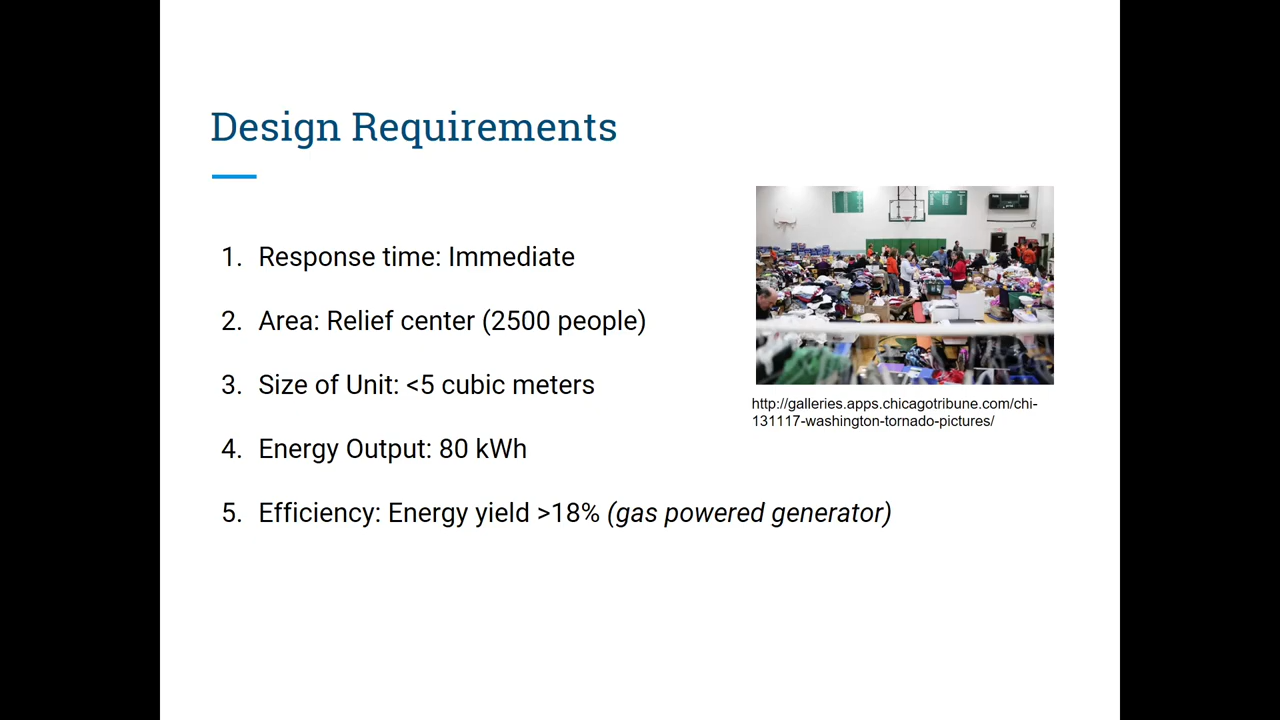 Design Requirements
1. Response time: Immediate
2. Area: Relief center (2500 people)
3. Size of Unit: <5 cubic meters
4. Energy Output: 80 kWh
5. Efficiency: Energy yield >18% (gas powered generator)
http://galleries.apps.chicagotribune.com/chi-
131117-washington-tornado-pictures/